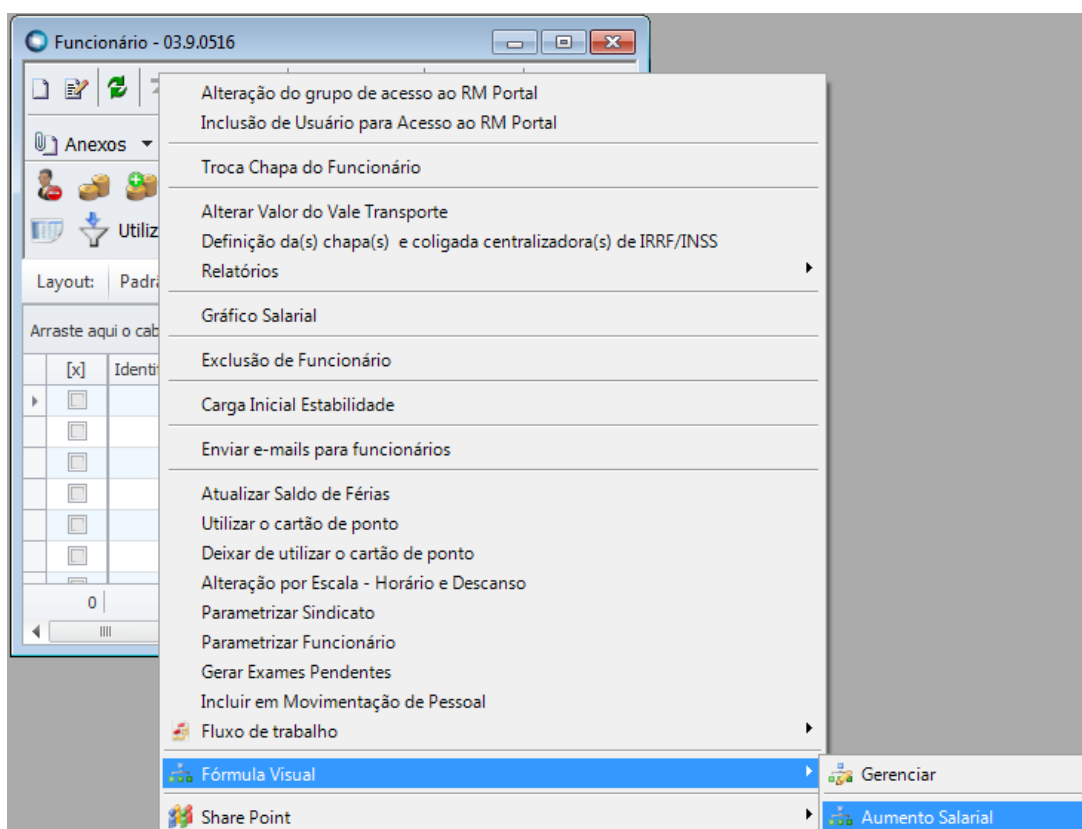 Funcionário - 03.9.0516
Anexos
Utiliz
Layout: Padrã
Arraste aqui o cab
[x] Identi
0
Alteração do grupo de acesso ao RM Portal
Inclusão de Usuário para Acesso ao RM Portal
Troca Chapa do Funcionário
Alterar Valor do Vale Transporte
Definição da(s) chapa(s) e coligada centralizadora(s) de IRRF/INSS
Relatórios
Gráfico Salarial
Exclusão de Funcionário
Carga Inicial Estabilidade
Enviar e-mails para funcionários
Atualizar Saldo de Férias
Utilizar o cartão de ponto
Deixar de utilizar o cartão de ponto
Alteração por Escala - Horário e Descanso
Parametrizar Sindicato
Parametrizar Funcionário
Gerar Exames Pendentes
Incluir em Movimentação de Pessoal
Fluxo de trabalho
Fórmula Visual
Share Point
Gerenciar
Aumento Salarial